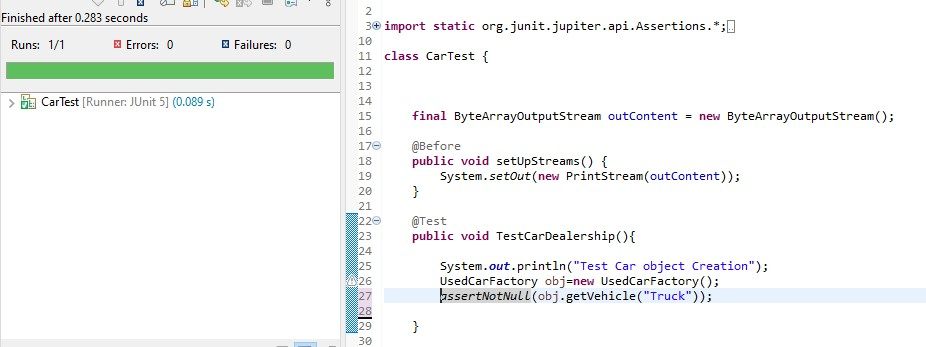 Finished after 0.283 seconds
Runs: 1/1 Errors: 0 Failures: 0
CarTest [Runner: JUnit 5] (0.089 s)
2
3 import static org.junit.jupiter.api.Assertions.*;
10
11 class CarTest {
12
13
14
15 final ByteArrayOutputStream outContent = new ByteArrayOutputStream();
16
17 @Before
18 public void setUpStreams() {
19 System.setOut(new PrintStream(outContent));
20 }
21
22 @Test
23 public void TestCarDealership(){
24
25 System.out.println("Test Car object Creation");
26 UsedCarFactory obj=new UsedCarFactory();
27 assertNotNull(obj.getVehicle("Truck"));
28
29 }
30